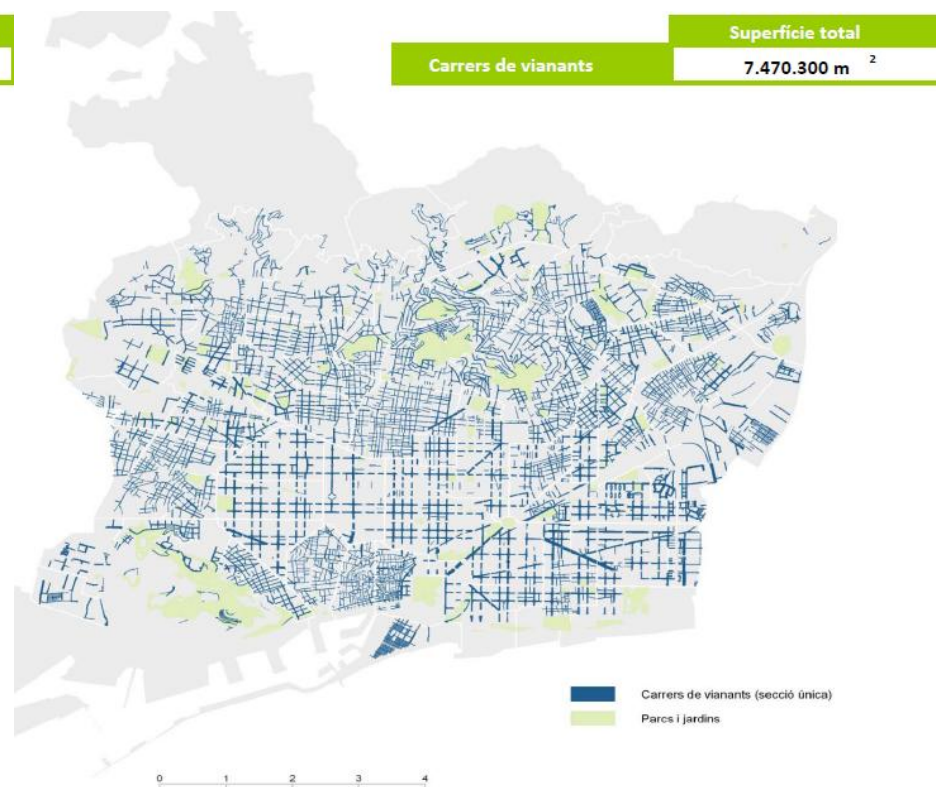 Superfície total
Carrers de vianants
7.470.300 m 2
Carrers de vianants (secció única)
Parcs i jardins
0 1 2 3 4